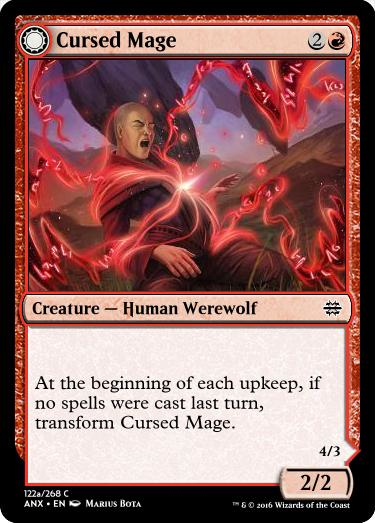 Cursed Mage 2
Creature — Human Werewolf
At the beginning of each upkeep, if
no spells were cast last turn,
transform Cursed Mage.
4/3
2/2
122a/268 C
ANX • EN Marius Bota
™ & © 2016 Wizards of the Coast